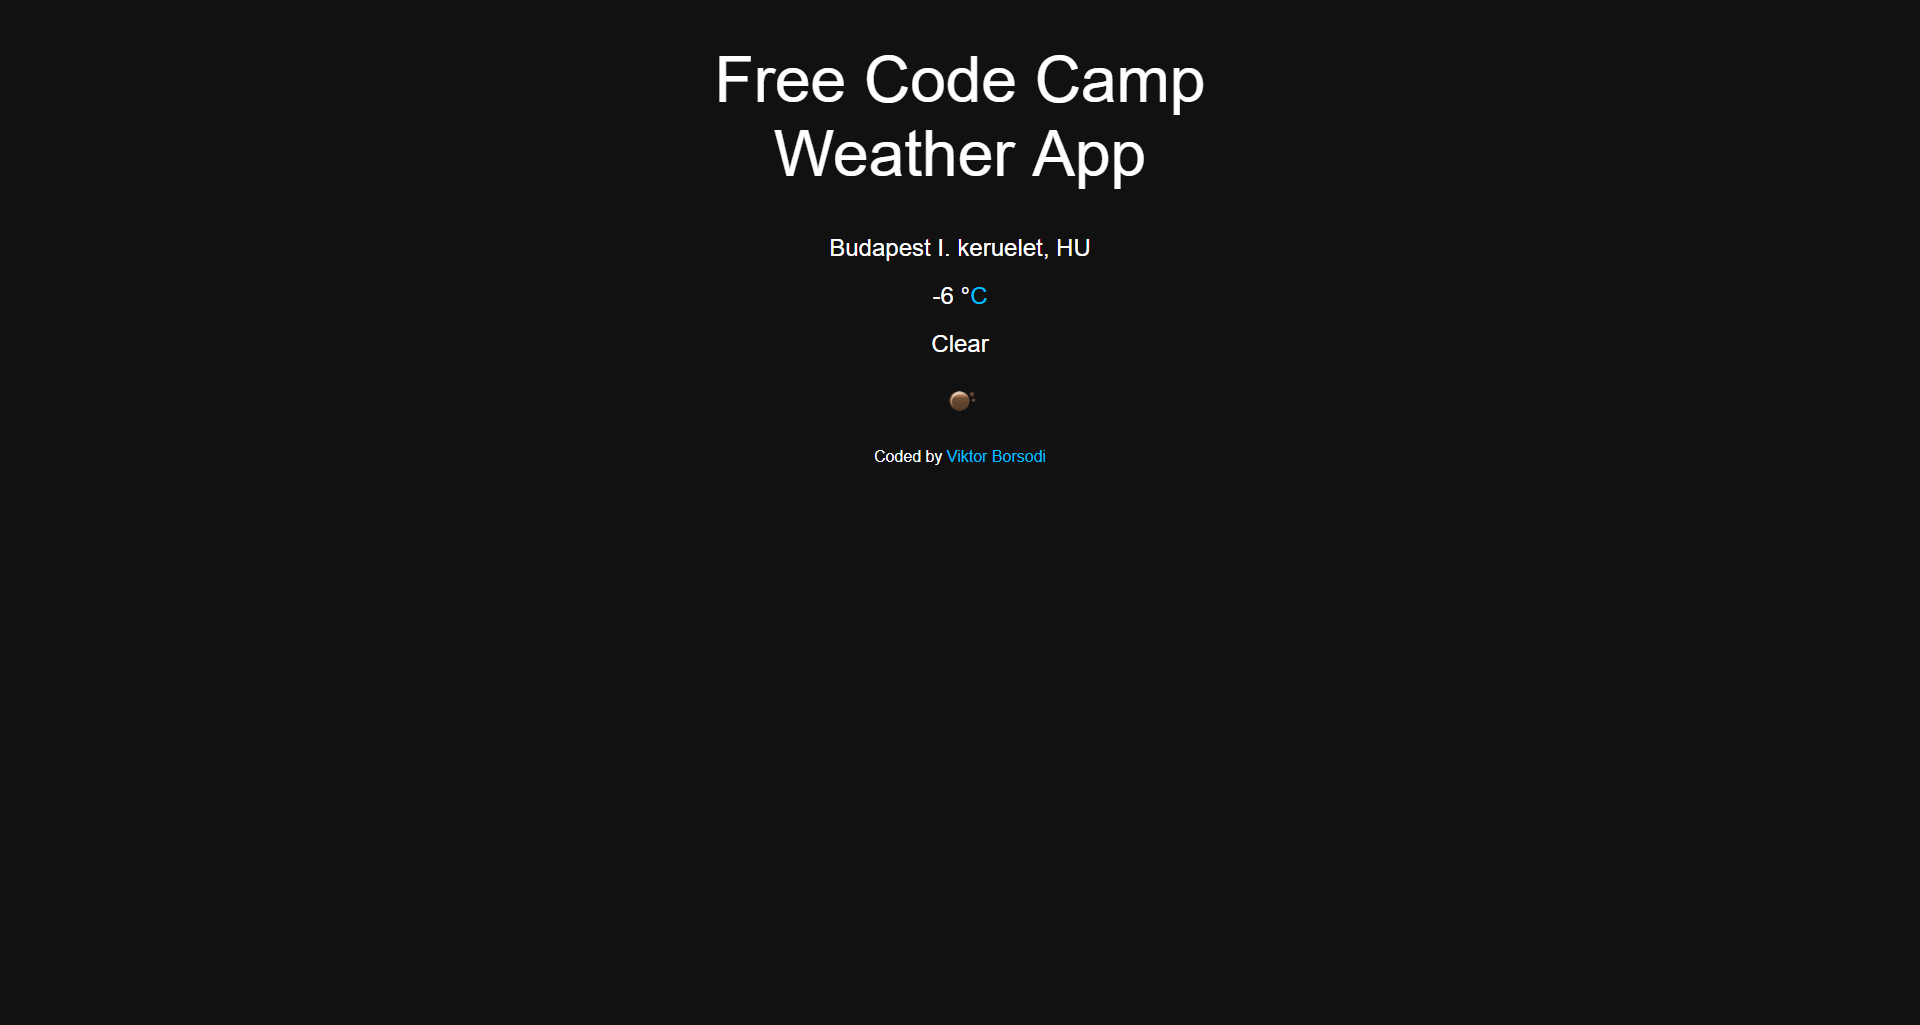 Free Code Camp
Weather App
Budapest I. keruelet, HU
-6 °C
Clear
Coded by Viktor Borsodi